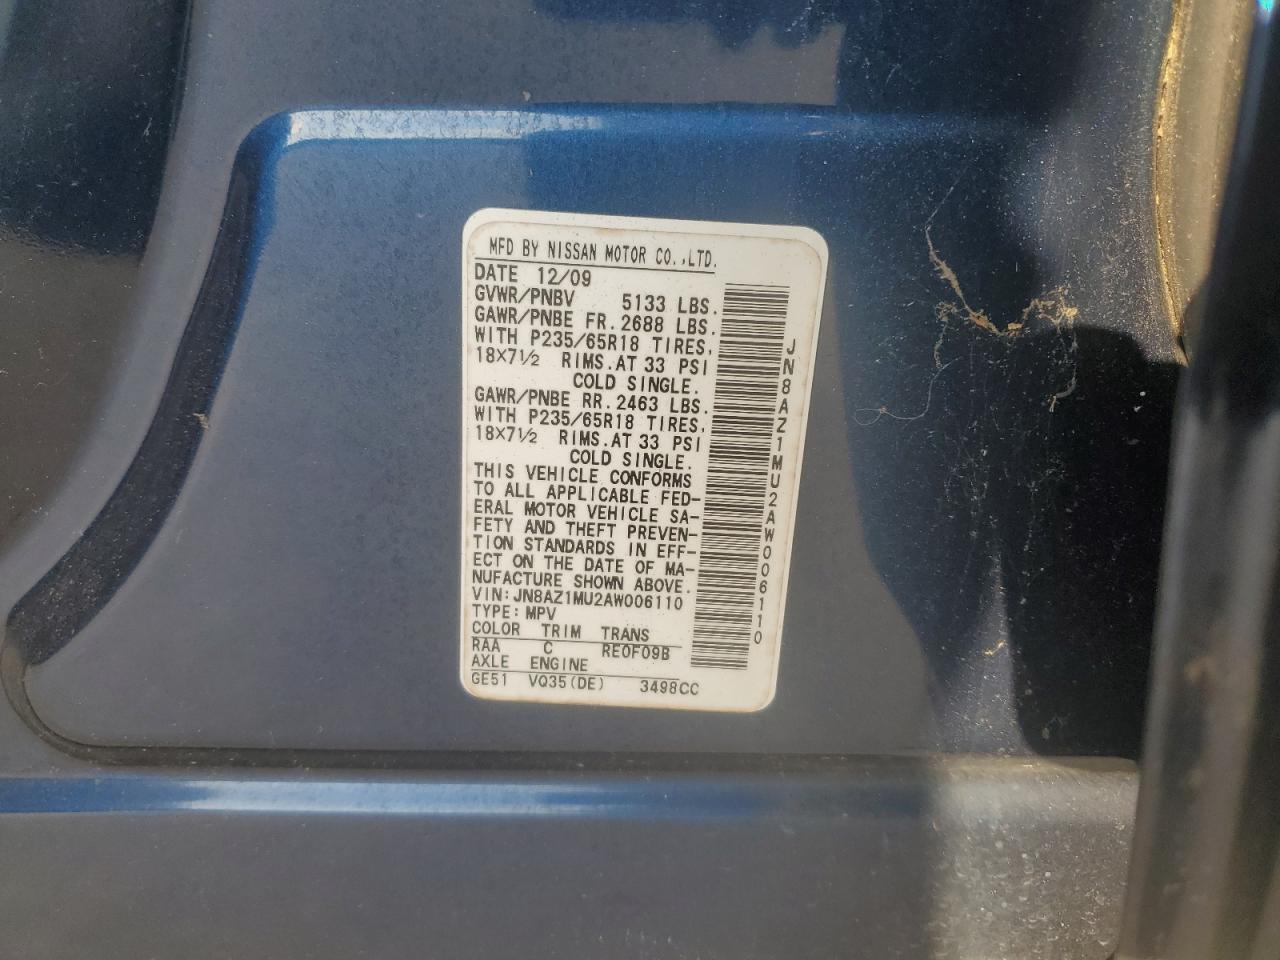 MFD BY NISSAN MOTOR CO.,LTD.
DATE 12/09
GVWR/PNBV 5133 LBS.
GAWR/PNBE FR. 2688 LBS.
WITH P235/65R18 TIRES,
18X7½ RIMS. AT 33 PSI
COLD SINGLE.
GAWR/PNBE RR. 2463 LBS.
WITH P235/65R18 TIRES,
18X7½ RIMS. AT 33 PSI
COLD SINGLE.
THIS VEHICLE CONFORMS
TO ALL APPLICABLE FED-
ERAL MOTOR VEHICLE SA-
FETY AND THEFT PREVEN-
TION STANDARDS IN EFF-
ECT ON THE DATE OF MA-
NUFACTURE SHOWN ABOVE.
VIN: JN8AZ1MU2AW006110
TYPE: MPV
COLOR TRIM TRANS
RAA C RE0F09B
AXLE ENGINE
GE51 VQ35(DE) 3498CC
JN8AZ1MU2AW006110